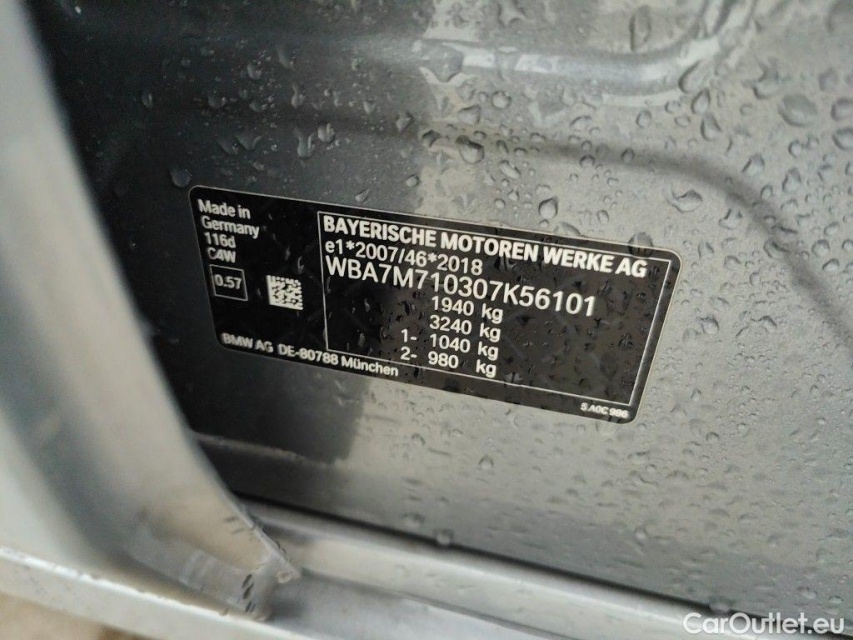 Made in
Germany
116d
C4W
0.57
BAYERISCHE MOTOREN WERKE AG
e1*2007/46*2018
WBA7M710307K56101
1940 kg
3240 kg
1- 1040 kg
2- 980 kg
BMW AG DE-80788 München
5 A0C 986
CarOutlet.eu